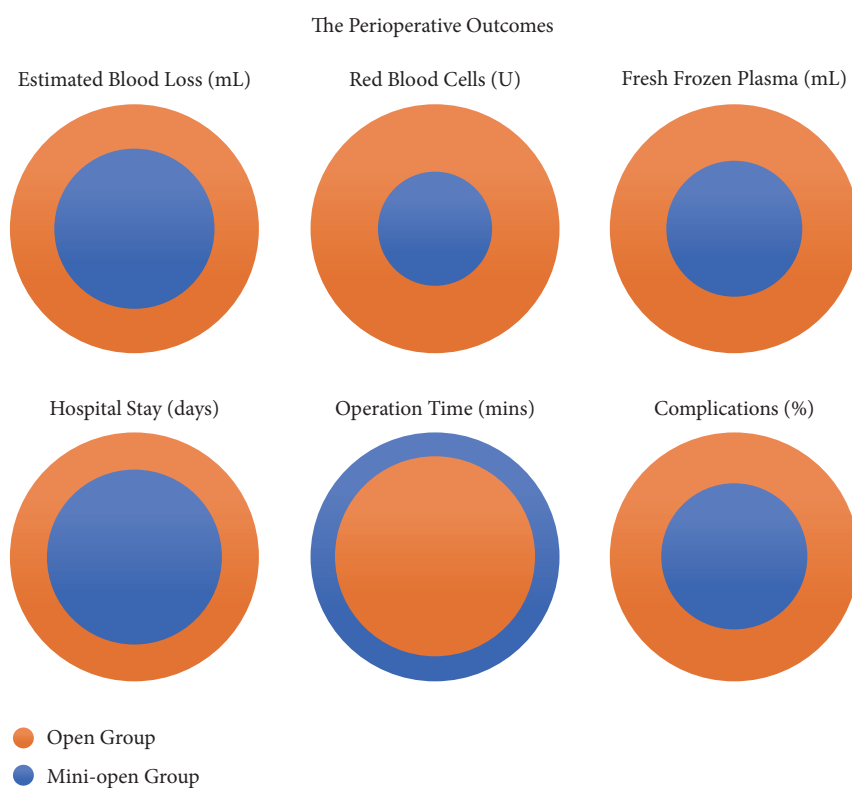 The Perioperative Outcomes
Estimated Blood Loss (mL)
Red Blood Cells (U)
Fresh Frozen Plasma (mL)
Hospital Stay (days)
Operation Time (mins)
Complications (%)
Open Group
Mini-open Group